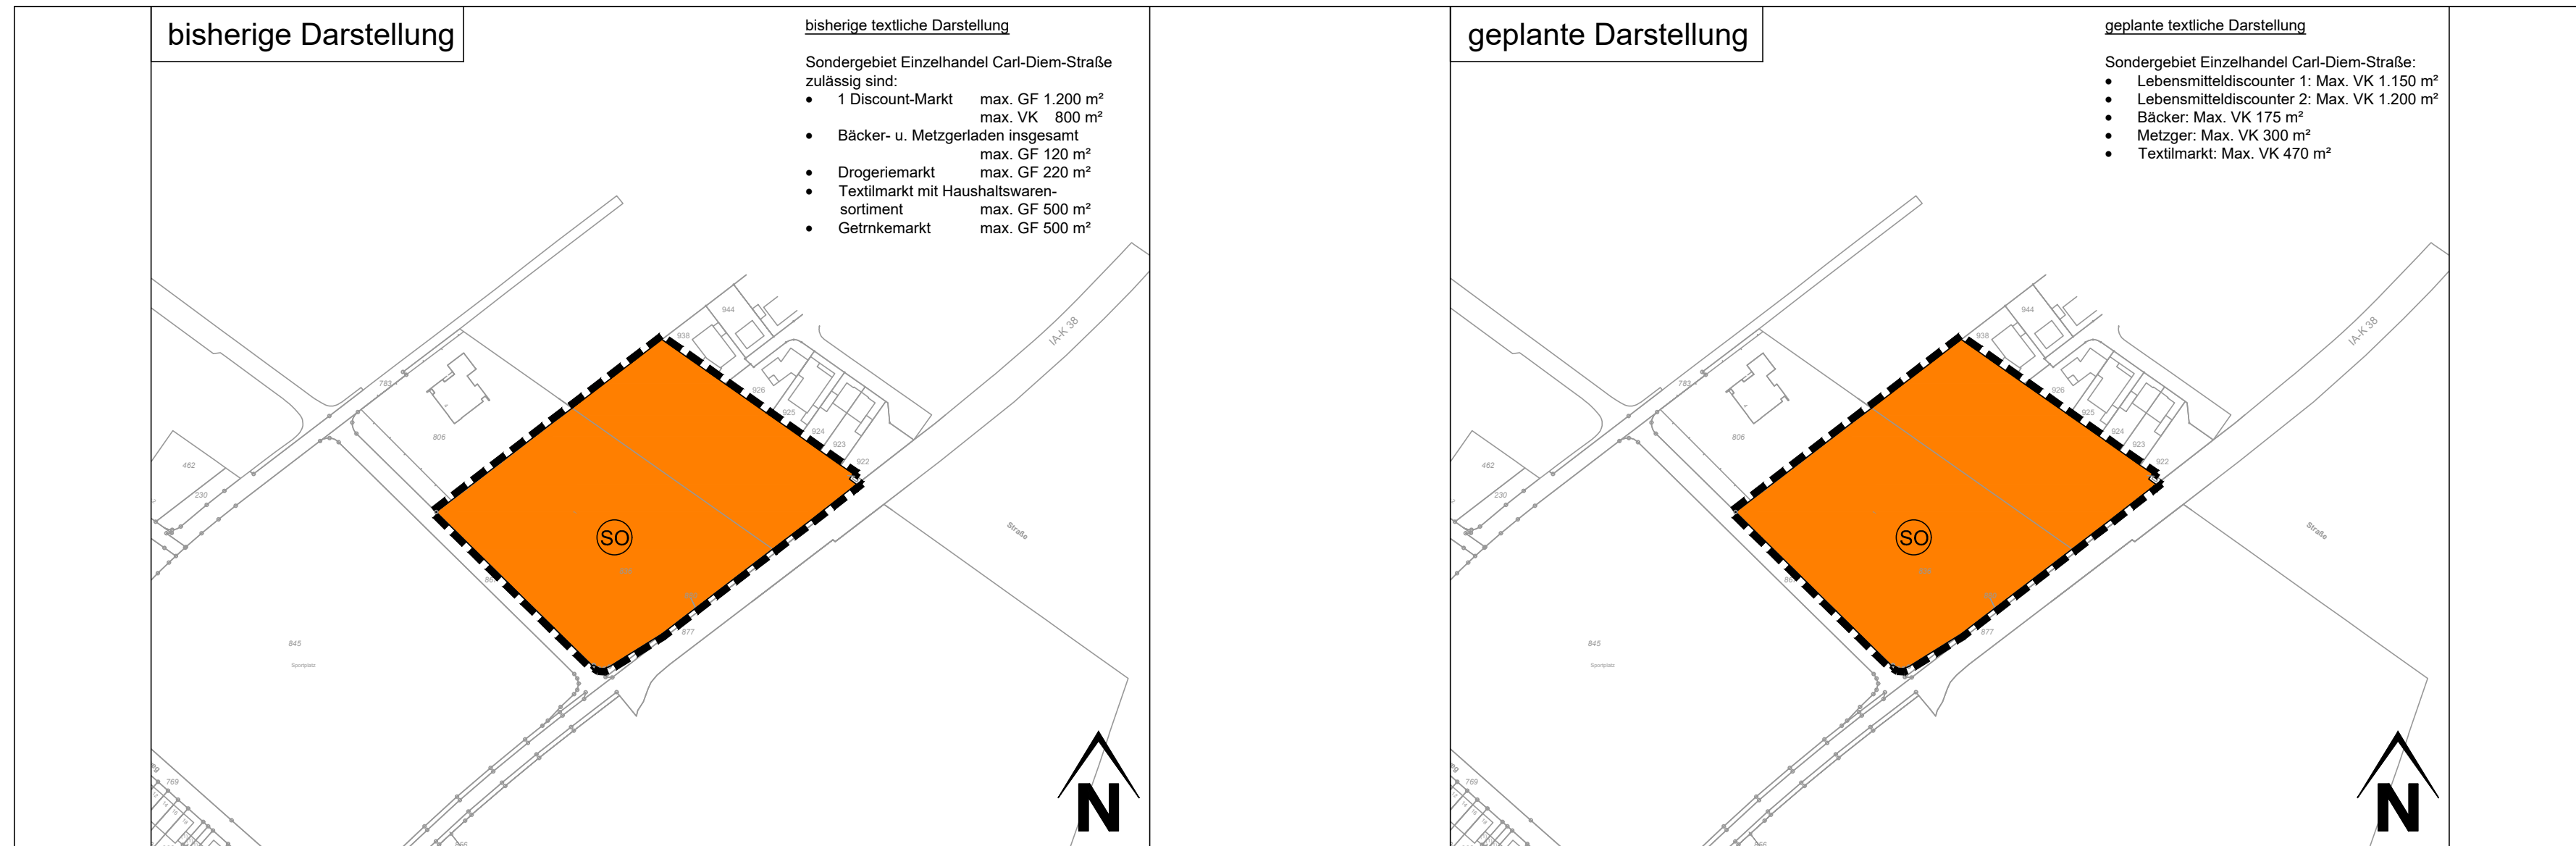 bisherige Darstellung
bisherige textliche Darstellung
Sondergebiet Einzelhandel Carl-Diem-Straße
zulässig sind:
• 1 Discount-Markt max. GF 1.200 m²
max. VK 800 m²
• Bäcker- u. Metzgerladen insgesamt
max. GF 120 m²
• Drogeriemarkt max. GF 220 m²
• Textilmarkt mit Haushaltswaren-
sortiment max. GF 500 m²
• Getrnkemarkt max. GF 500 m²
944
938
IA-K 38
783
926
925
806
924
923
462
922
230
SO
Straße
877
845
Sportplatz
769
N
geplante Darstellung
geplante textliche Darstellung
Sondergebiet Einzelhandel Carl-Diem-Straße:
• Lebensmitteldiscounter 1: Max. VK 1.150 m²
• Lebensmitteldiscounter 2: Max. VK 1.200 m²
• Bäcker: Max. VK 175 m²
• Metzger: Max. VK 300 m²
• Textilmarkt: Max. VK 470 m²
944
938
IA-K 38
783
926
925
806
924
923
462
922
230
SO
Straße
877
845
Sportplatz
769
N